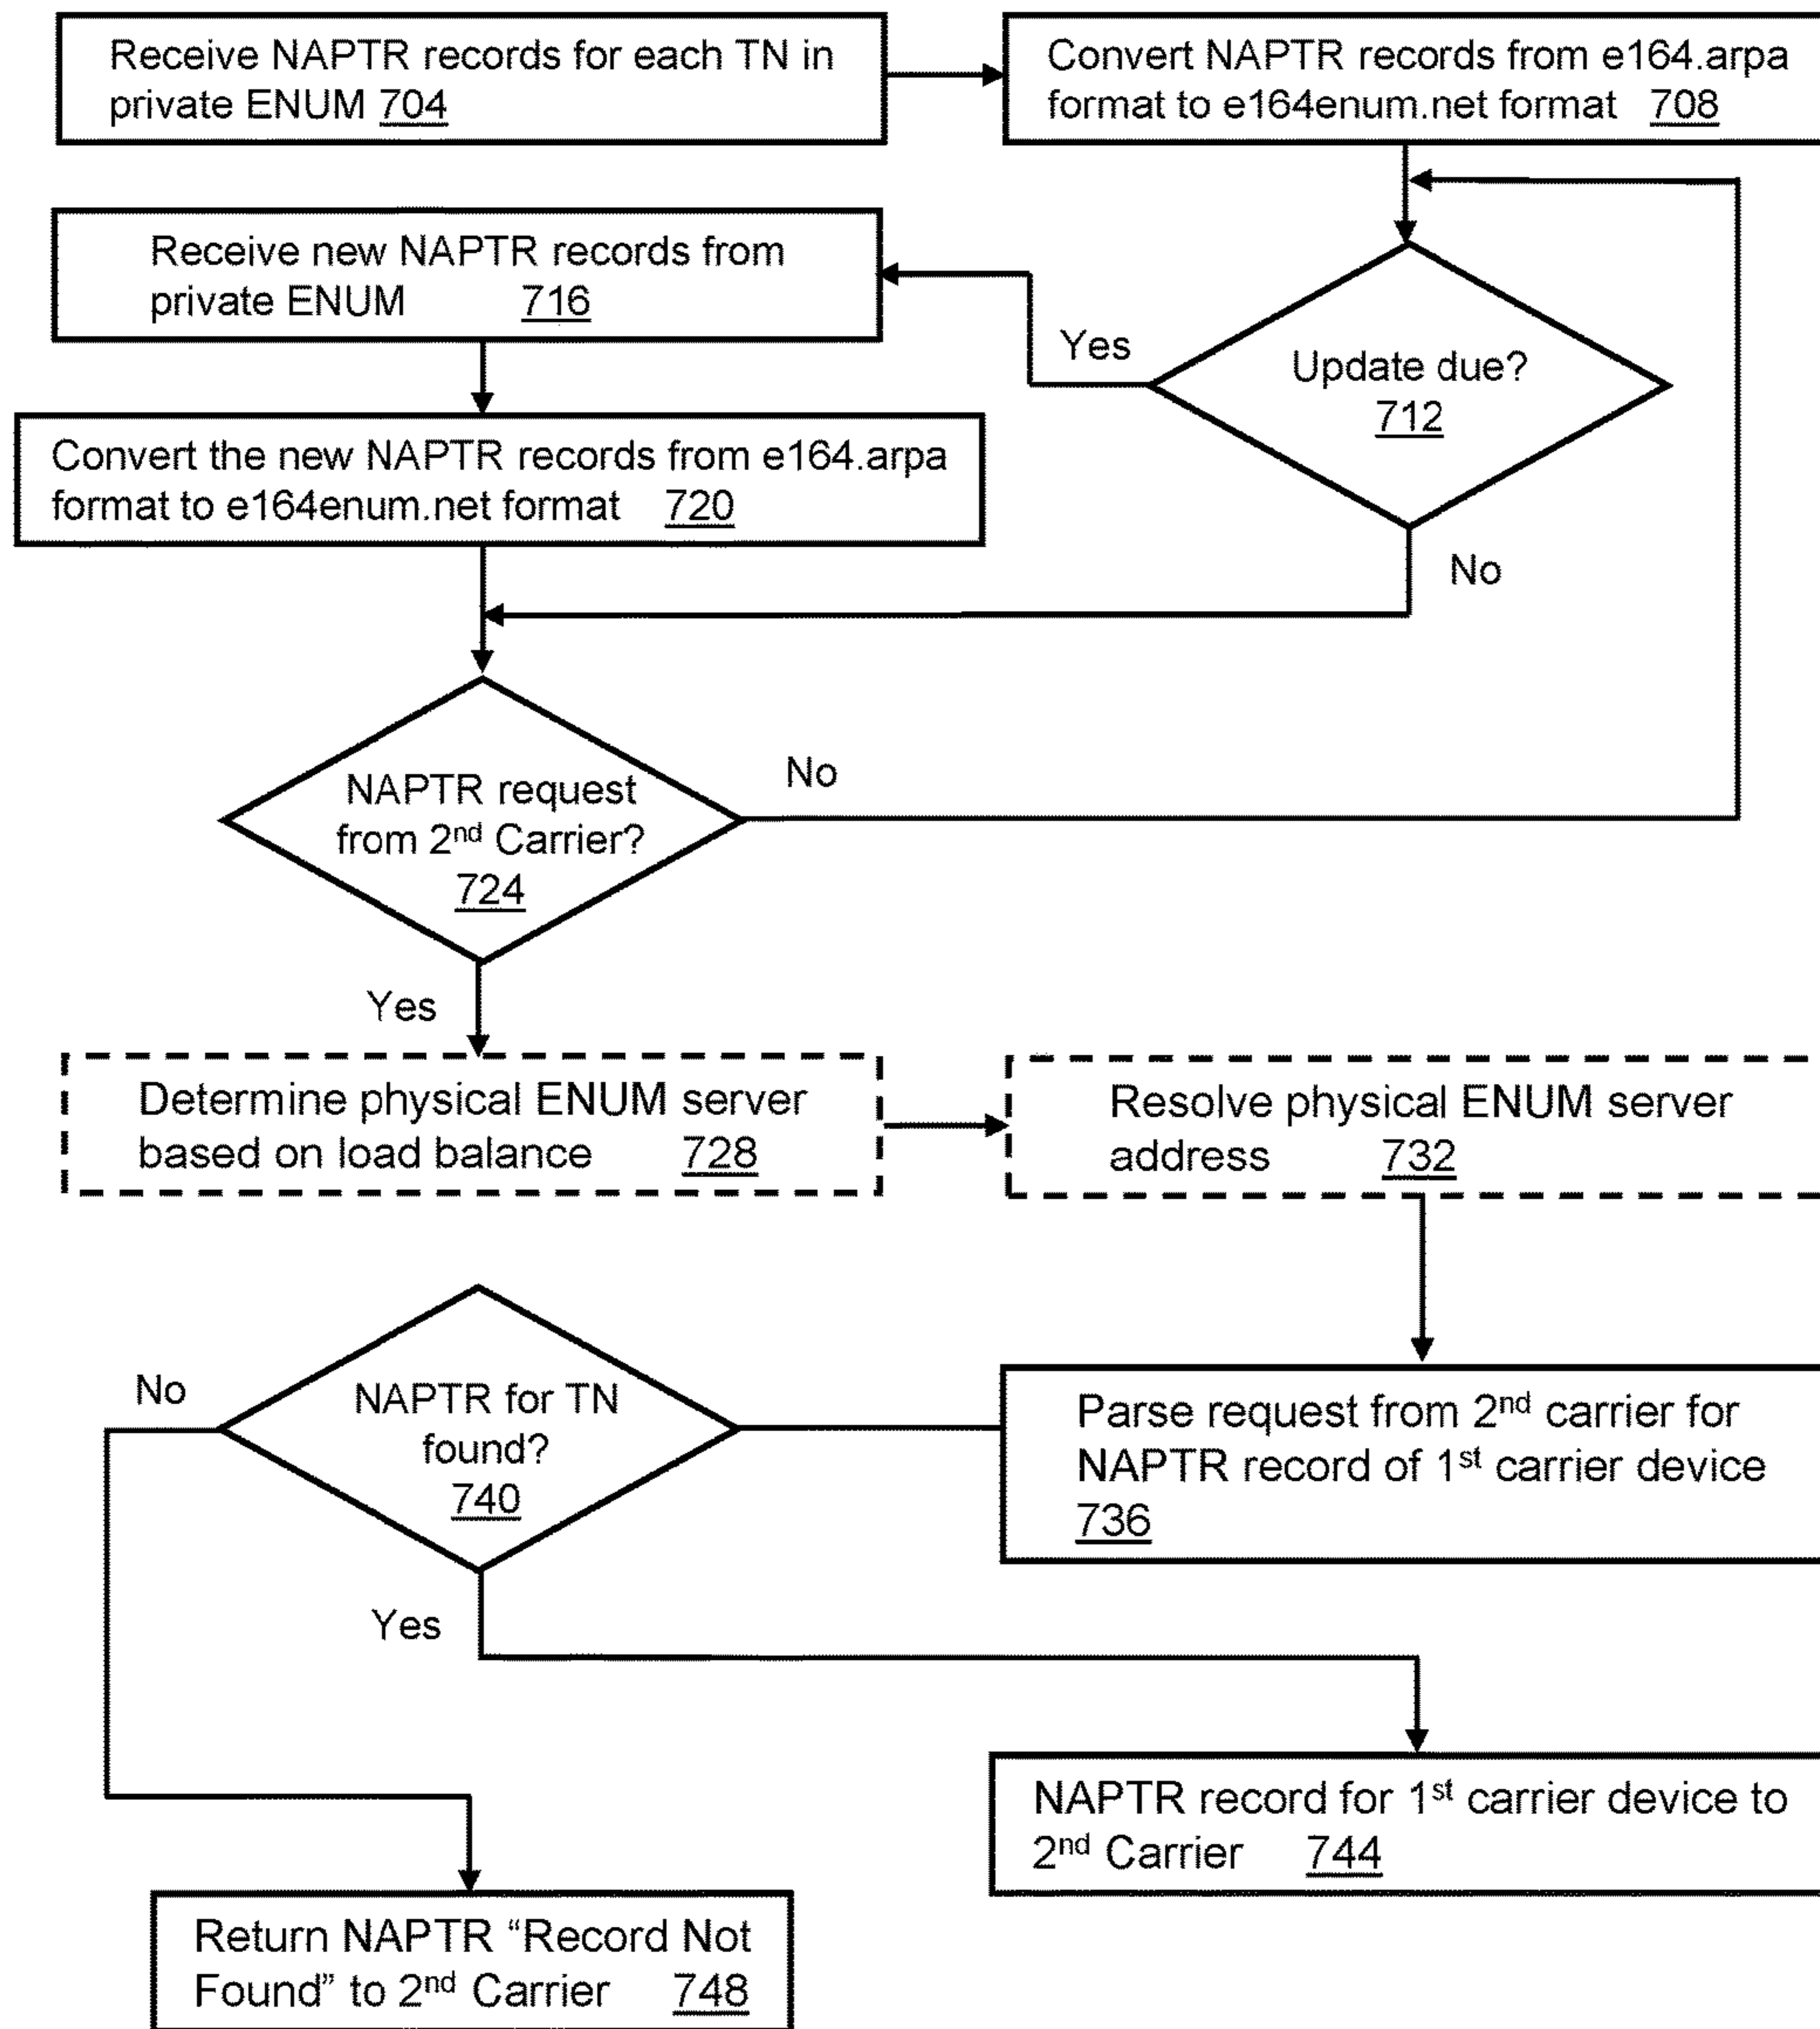 Receive NAPTR records for each TN in
private ENUM 704
Convert NAPTR records from e164.arpa
format to e164enum.net format 708
Receive new NAPTR records from
private ENUM 716
Yes
Update due?
712
Convert the new NAPTR records from e164.arpa
format to e164enum.net format 720
No
NAPTR request
from 2nd Carrier?
724
No
Yes
Determine physical ENUM server
based on load balance 728
Resolve physical ENUM server
address 732
No
NAPTR for TN
found?
740
Parse request from 2nd carrier for
NAPTR record of 1st carrier device
736
Yes
NAPTR record for 1st carrier device to
2nd Carrier 744
Return NAPTR “Record Not
Found” to 2nd Carrier 748